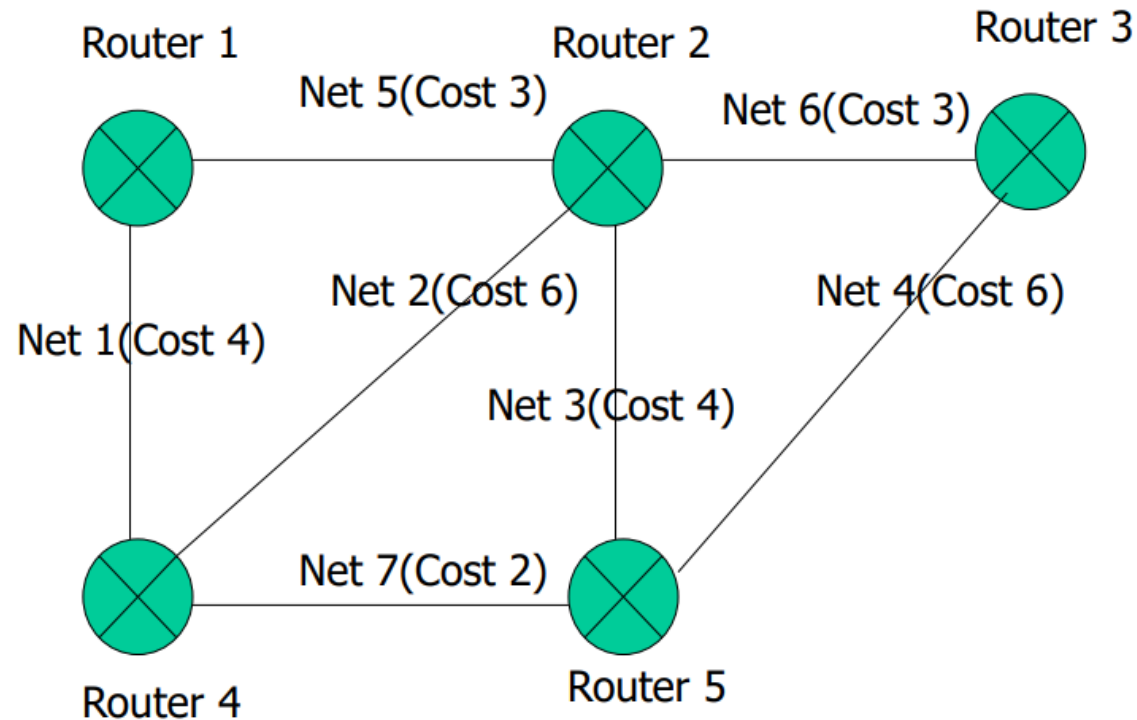 Router 1
Router 2
Router 3
Net 5(Cost 3)
Net 6(Cost 3)
Net 2(Cost 6)
Net 4(Cost 6)
Net 1(Cost 4)
Net 3(Cost 4)
Net 7(Cost 2)
Router 4
Router 5